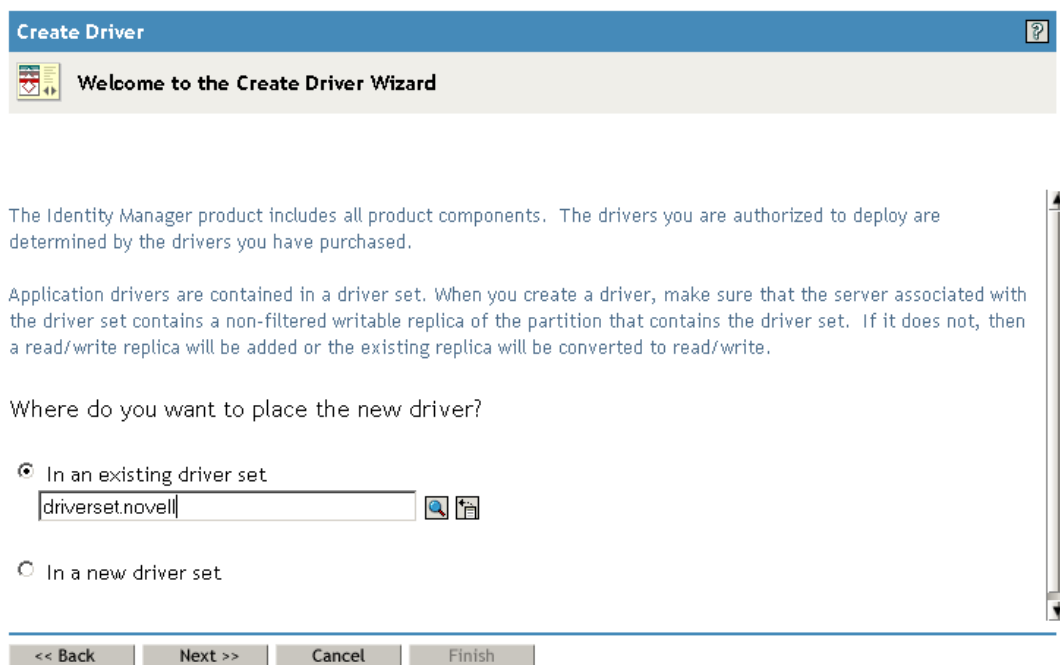 Create Driver
?
Welcome to the Create Driver Wizard
The Identity Manager product includes all product components. The drivers you are authorized to deploy are
determined by the drivers you have purchased.
Application drivers are contained in a driver set. When you create a driver, make sure that the server associated with
the driver set contains a non-filtered writable replica of the partition that contains the driver set. If it does not, then
a read/write replica will be added or the existing replica will be converted to read/write.
Where do you want to place the new driver?
In an existing driver set
driverset.novell
In a new driver set
<< Back Next >> Cancel Finish